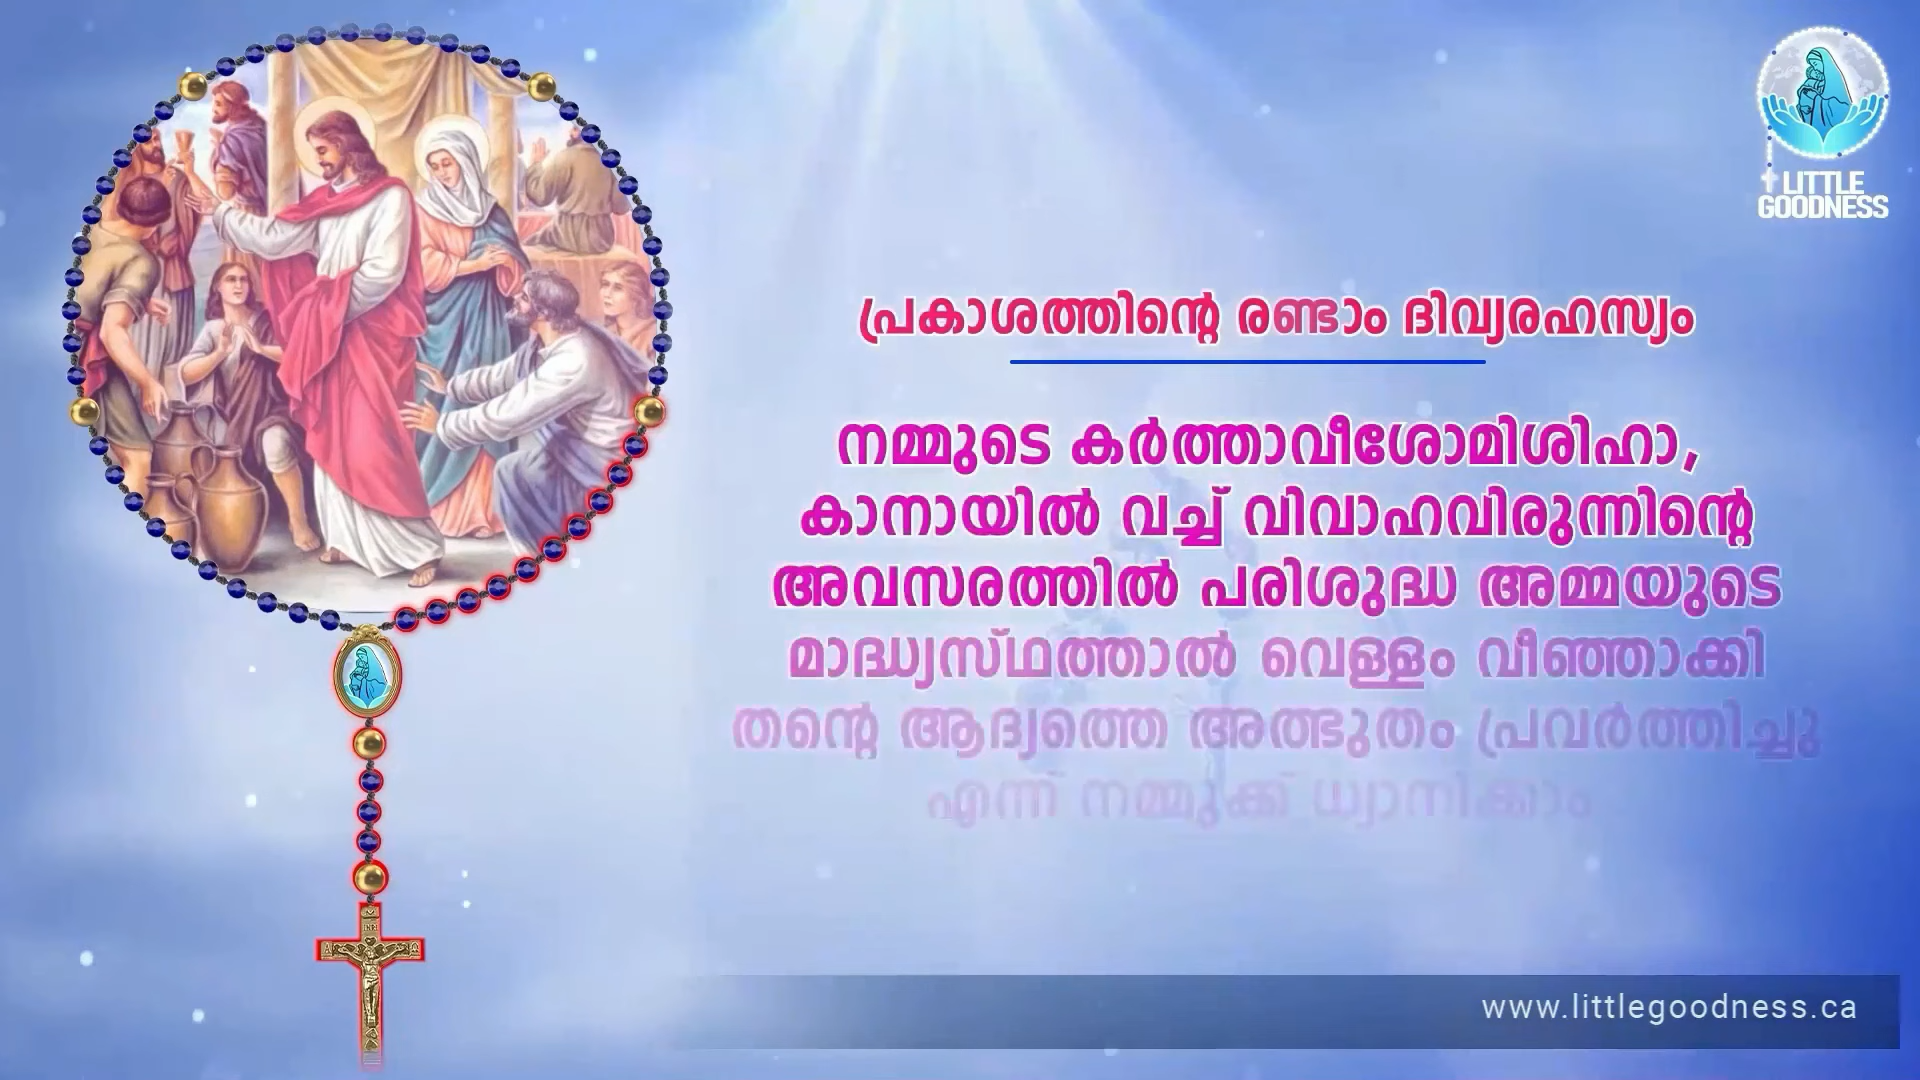 LITTLE
GOODNESS
പ്രകാശത്തിന്റെ രണ്ടാം ദിവ്യരഹസ്യം
നമ്മുടെ കർത്താവീശോമിശിഹാ,
കാനായിൽ വച്ച് വിവാഹവിരുന്നിന്റെ
അവസരത്തിൽ പരിശുദ്ധ അമ്മയുടെ
മാദ്ധ്യസ്ഥത്താൽ വെള്ളം വീഞ്ഞാക്കി
തന്റെ ആദ്യത്തെ അത്ഭുതം പ്രവർത്തിച്ചു
എന്ന് നമ്മുക്ക് ധ്യാനിക്കാം
INRI
www.littlegoodness.ca